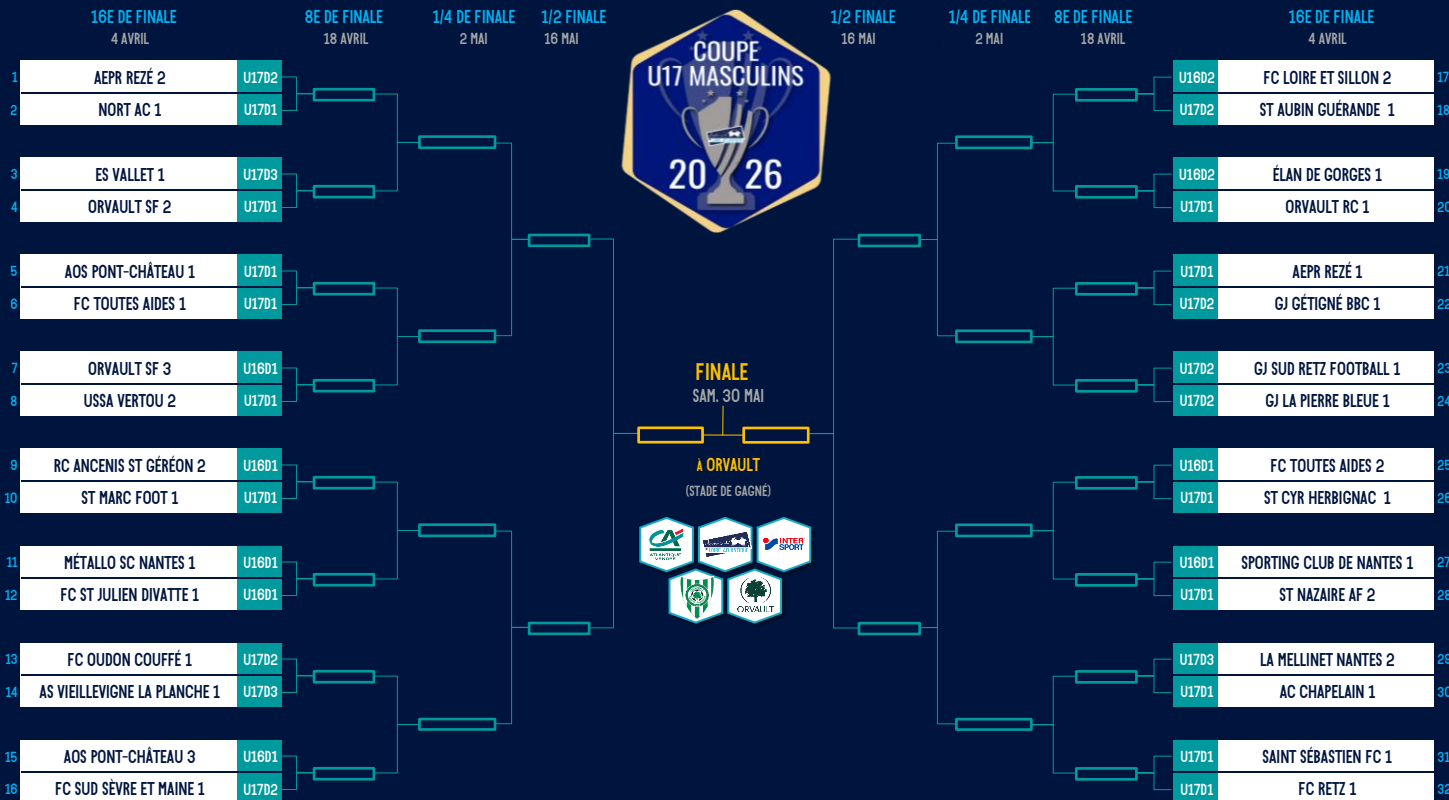 16E DE FINALE
4 AVRIL
8E DE FINALE
18 AVRIL
1/4 DE FINALE
2 MAI
1/2 FINALE
16 MAI
COUPE
U17 MASCULINS
20 26
1/2 FINALE
16 MAI
1/4 DE FINALE
2 MAI
8E DE FINALE
18 AVRIL
16E DE FINALE
4 AVRIL
1 AEPR REZÉ 2 U17D2
2 NORT AC 1 U17D1
3 ES VALLET 1 U17D3
4 ORVAULT SF 2 U17D1
5 AOS PONT-CHÂTEAU 1 U17D1
6 FC TOUTES AIDES 1 U17D1
7 ORVAULT SF 3 U16D1
8 USSA VERTOU 2 U17D1
9 RC ANCENIS ST GÉRÉON 2 U16D1
10 ST MARC FOOT 1 U17D1
11 MÉTALLO SC NANTES 1 U16D1
12 FC ST JULIEN DIVATTE 1 U16D1
13 FC OUDON COUFFÉ 1 U17D2
14 AS VIEILLEVIGNE LA PLANCHE 1 U17D3
15 AOS PONT-CHÂTEAU 3 U16D1
16 FC SUD SÈVRE ET MAINE 1 U17D2
FINALE
SAM. 30 MAI
À ORVAULT
(STADE DE GAGNÉ)
CA
ATLANTIQUE
VENDÉE
LOIRE-ATLANTIQUE
INTER
SPORT
ORVAULT
U16D2 FC LOIRE ET SILLON 2 17
U17D2 ST AUBIN GUÉRANDE 1 18
U16D2 ÉLAN DE GORGES 1 19
U17D1 ORVAULT RC 1 20
U17D1 AEPR REZÉ 1 21
U17D2 GJ GÉTIGNÉ BBC 1 22
U17D2 GJ SUD RETZ FOOTBALL 1 23
U17D2 GJ LA PIERRE BLEUE 1 24
U16D1 FC TOUTES AIDES 2 25
U17D1 ST CYR HERBIGNAC 1 26
U16D1 SPORTING CLUB DE NANTES 1 27
U17D1 ST NAZAIRE AF 2 28
U17D3 LA MELLINET NANTES 2 29
U17D1 AC CHAPELAIN 1 30
U17D1 SAINT SÉBASTIEN FC 1 31
U17D1 FC RETZ 1 32